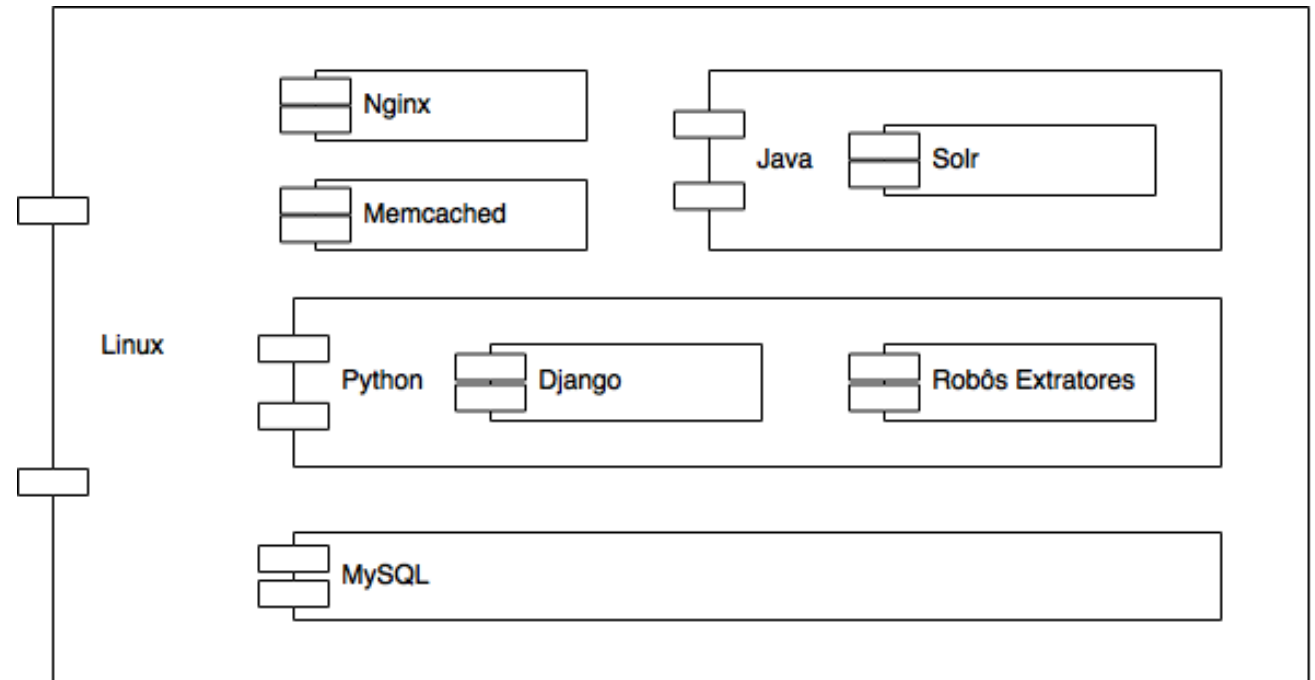 Nginx
Java
Solr
Memcached
Linux
Python
Django
Robôs Extratores
MySQL